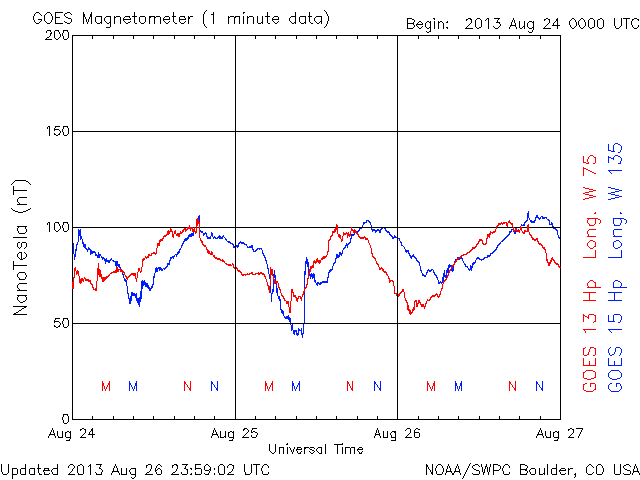 GOES Magnetometer (1 minute data)
Begin: 2013 Aug 24 0000 UTC
200
150
100
50
0
NanoTesla (nT)
M M N N M M N N M M N N
Aug 24 Aug 25 Aug 26 Aug 27
Universal Time
GOES 13 Hp Long. W 75
GOES 15 Hp Long. W 135
Updated 2013 Aug 26 23:59:02 UTC
NOAA/SWPC Boulder, CO USA